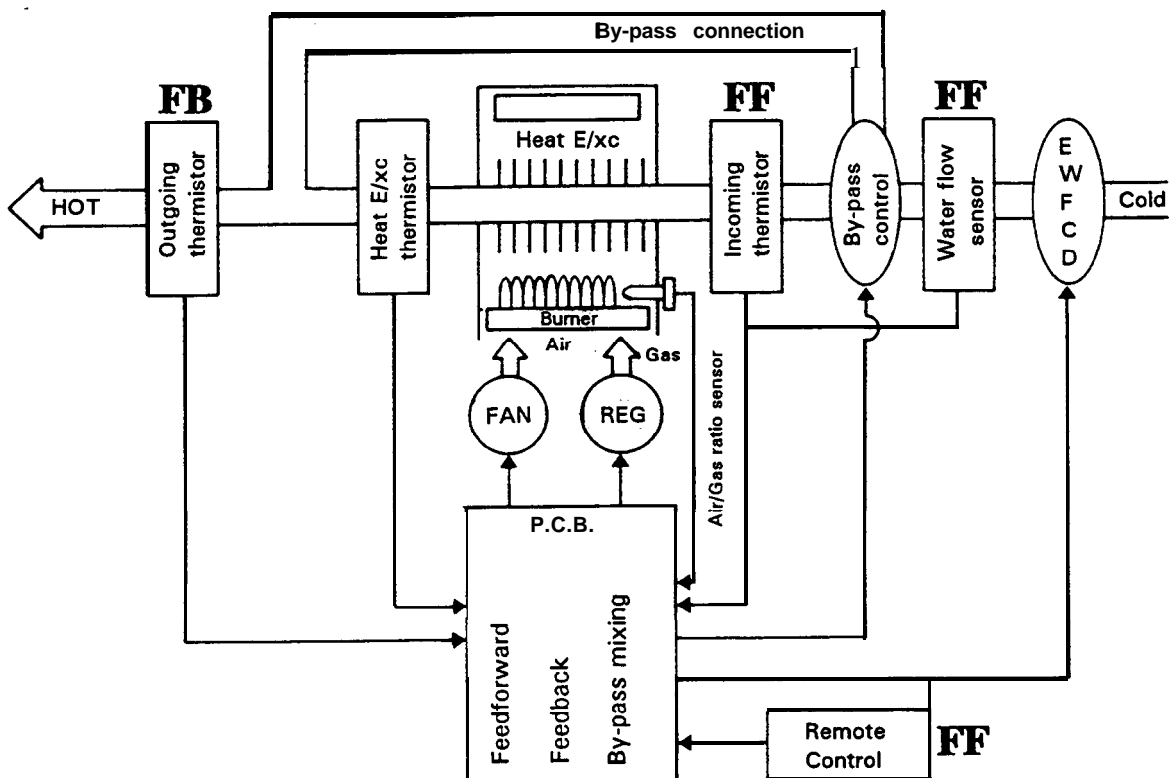 By-pass connection
FB
FF
FF
Outgoing
thermistor
Heat E/xc
thermistor
Heat E/xc
Incoming
thermistor
By-pass
control
Water flow
sensor
E
W
F
C
D
HOT
Cold
Burner
Air
Gas
FAN
REG
Air/Gas ratio sensor
P.C.B.
Feedforward
Feedback
By-pass mixing
Remote
Control
FF